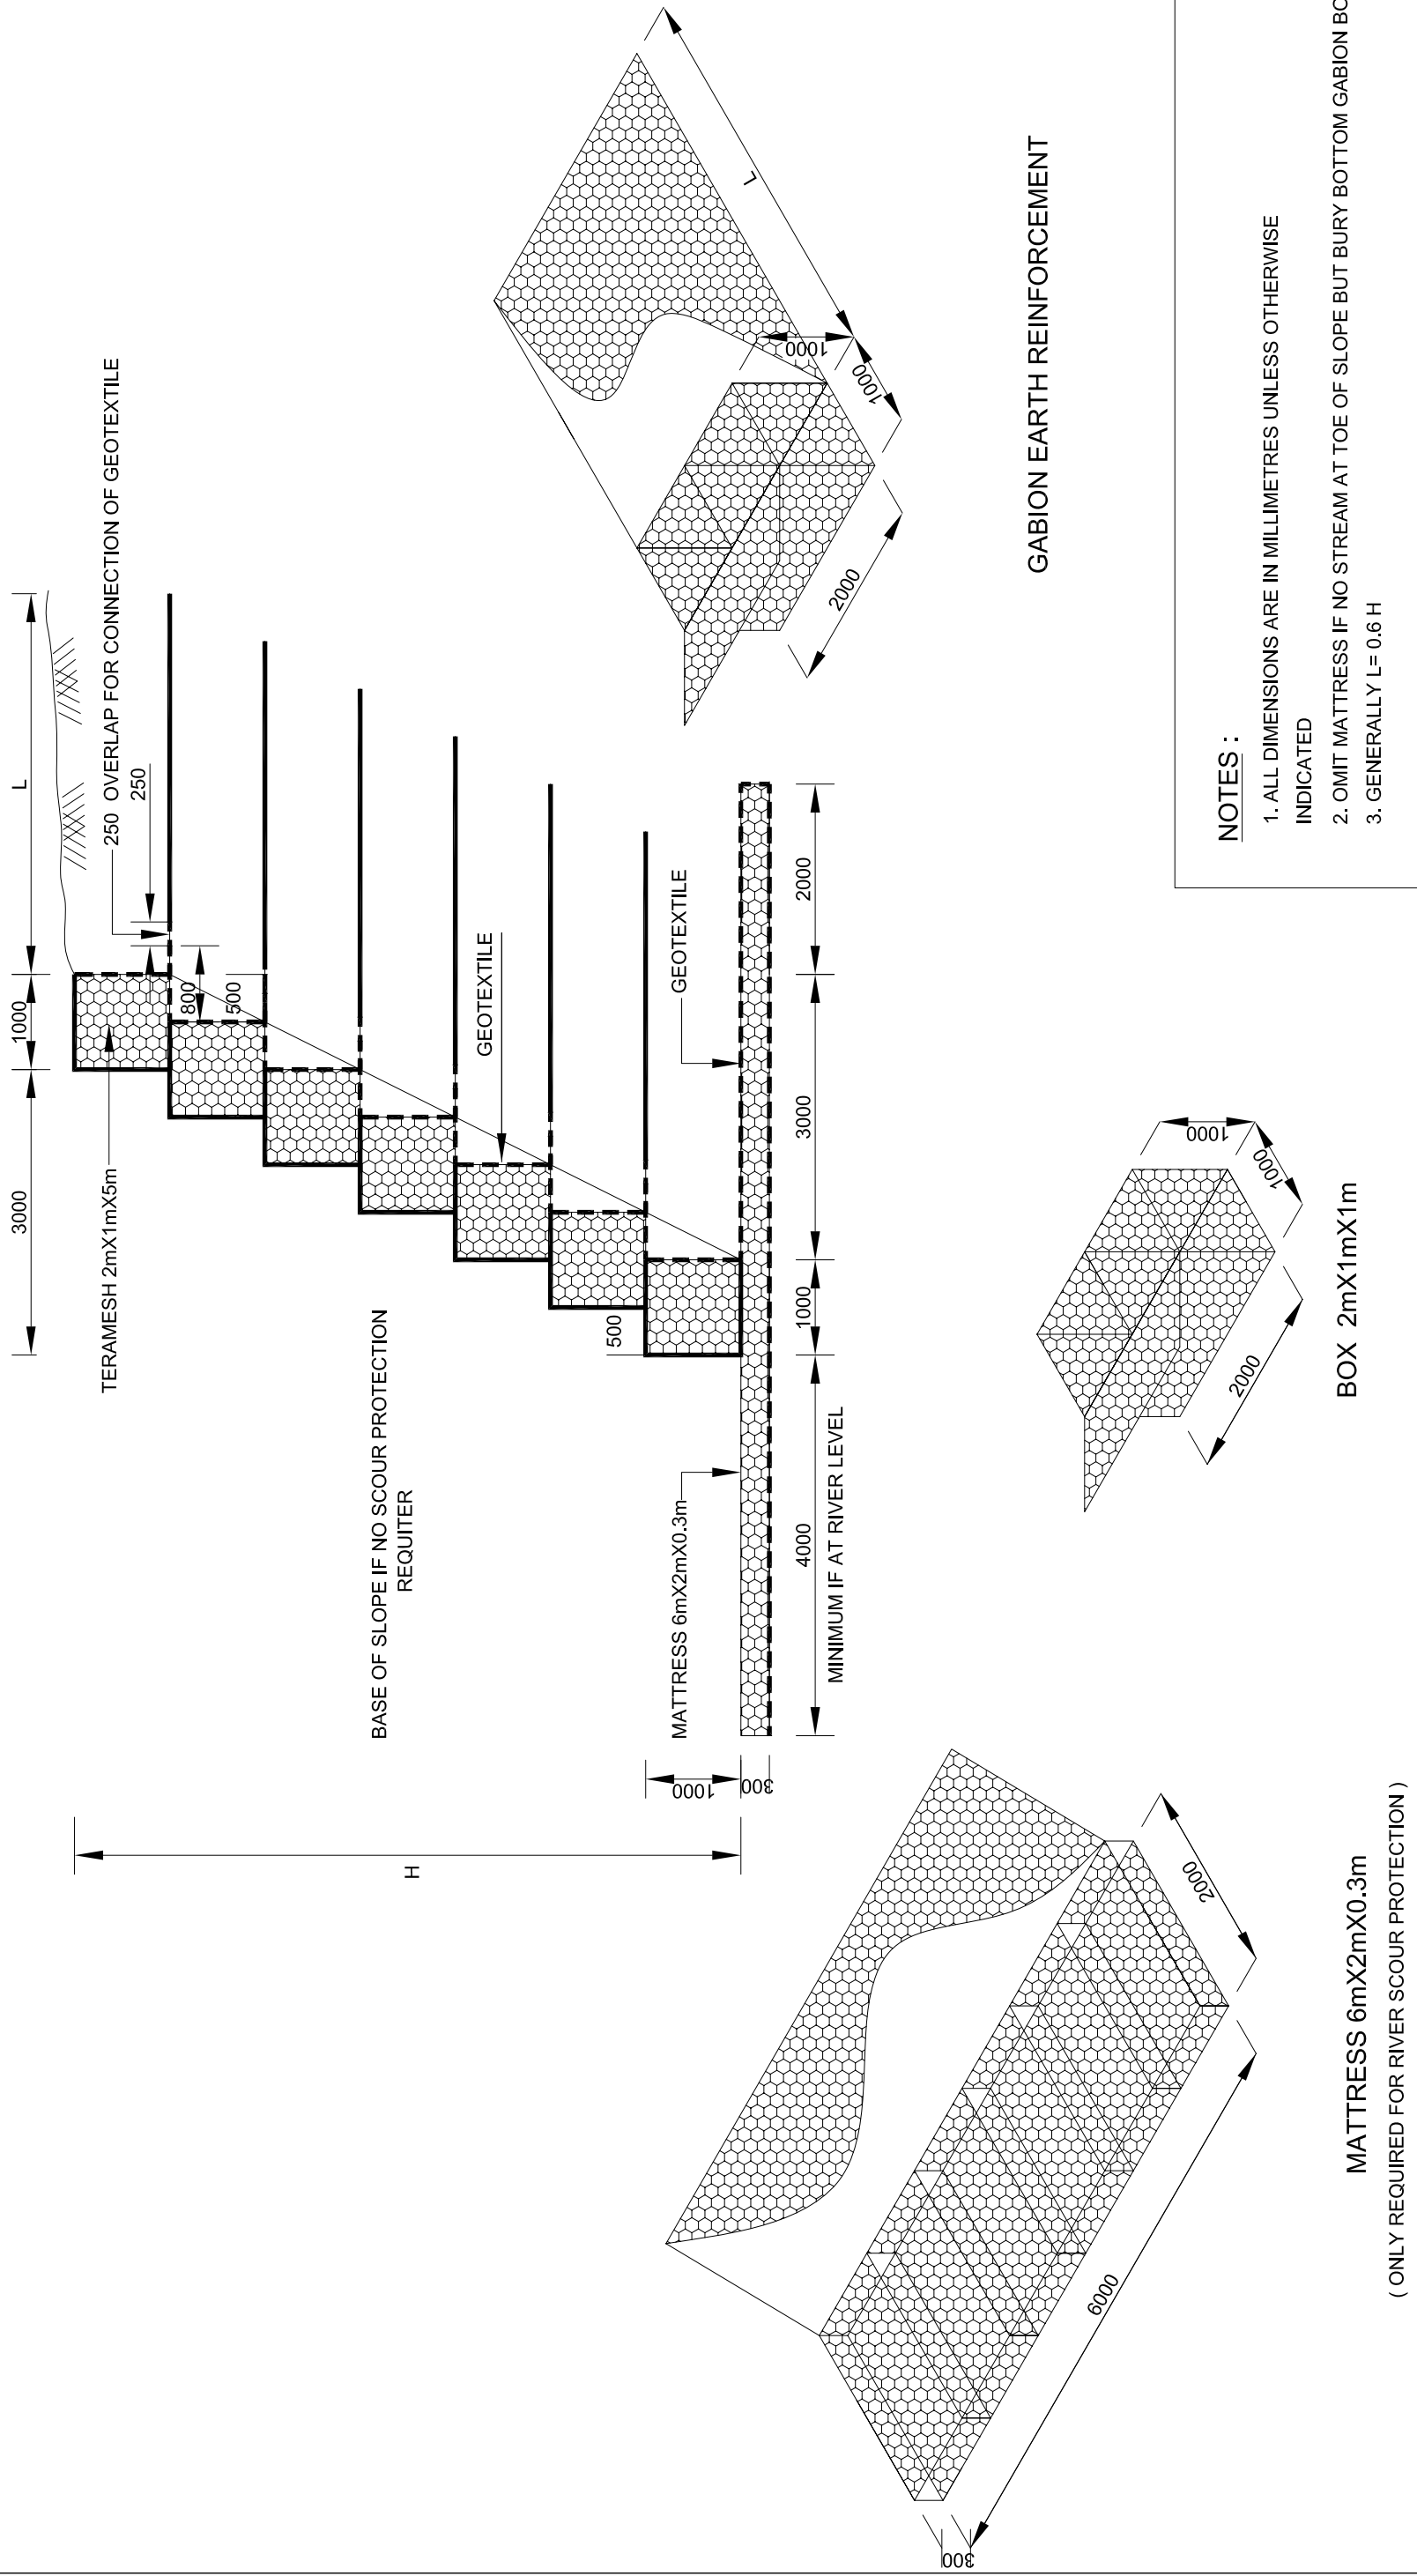 L
1000
3000
250 OVERLAP FOR CONNECTION OF GEOTEXTILE
250
TERAMESH 2mX1mX5m
800
500
BASE OF SLOPE IF NO SCOUR PROTECTION
REQUITER
GEOTEXTILE
H
500
MATTRESS 6mX2mX0.3m
GEOTEXTILE
1000
300
4000
1000
3000
2000
MINIMUM IF AT RIVER LEVEL
L
1000
1000
2000
GABION EARTH REINFORCEMENT
300
6000
2000
MATTRESS 6mX2mX0.3m
( ONLY REQUIRED FOR RIVER SCOUR PROTECTION )
1000
1000
2000
BOX 2mX1mX1m
NOTES :
1. ALL DIMENSIONS ARE IN MILLIMETRES UNLESS OTHERWISE
INDICATED
2. OMIT MATTRESS IF NO STREAM AT TOE OF SLOPE BUT BURY BOTTOM GABION BO
3. GENERALLY L= 0.6 H